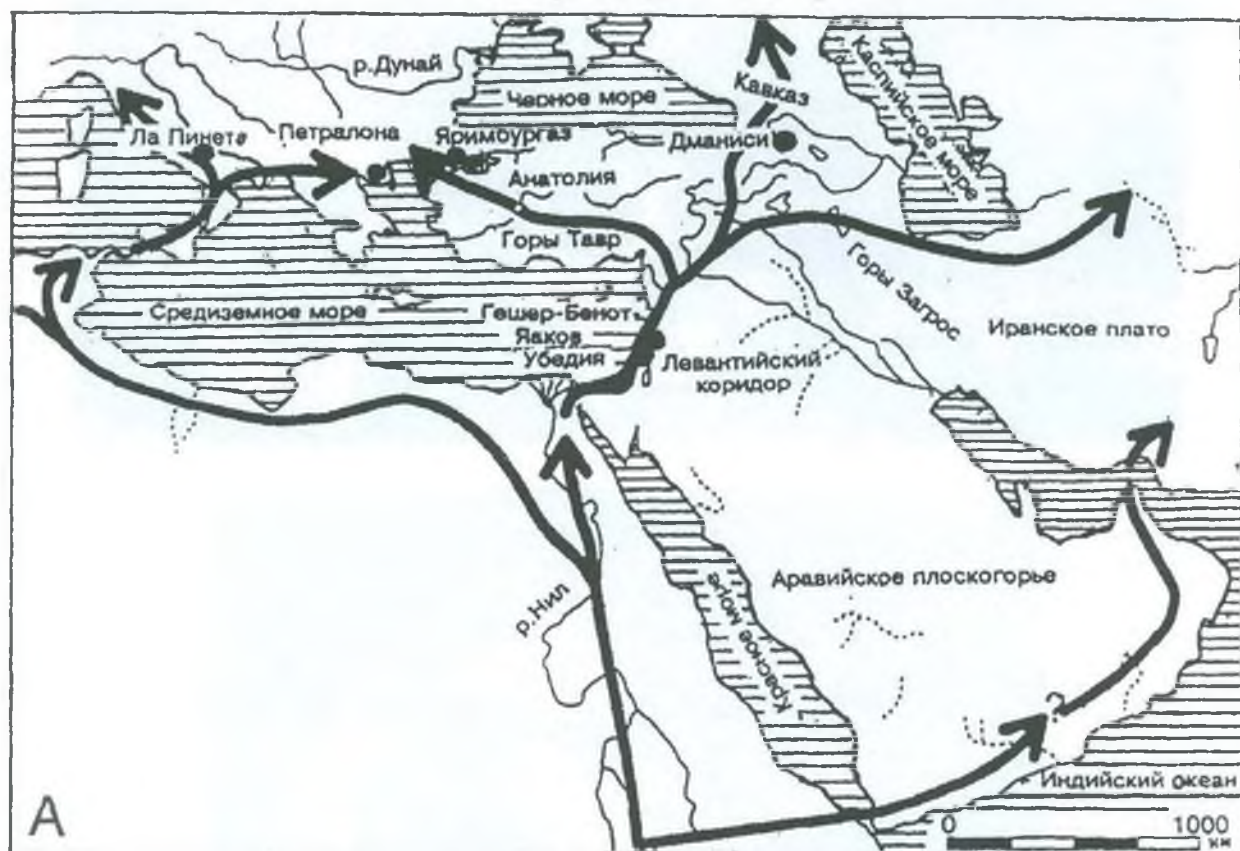 р.Дунай
Черное море
Кавказ
Каспийское море
Ла Пинета
Петралона
Яримбургаз
Дманиси
Анатолия
Горы Тавр
Горы Загрос
Средиземное море
Гешер-Бенот
Яаков
Убедия
Левантийский
коридор
Иранское плато
р.Нил
Красное море
Аравийское плоскогорье
?
Индийский океан
А
0
1000
км